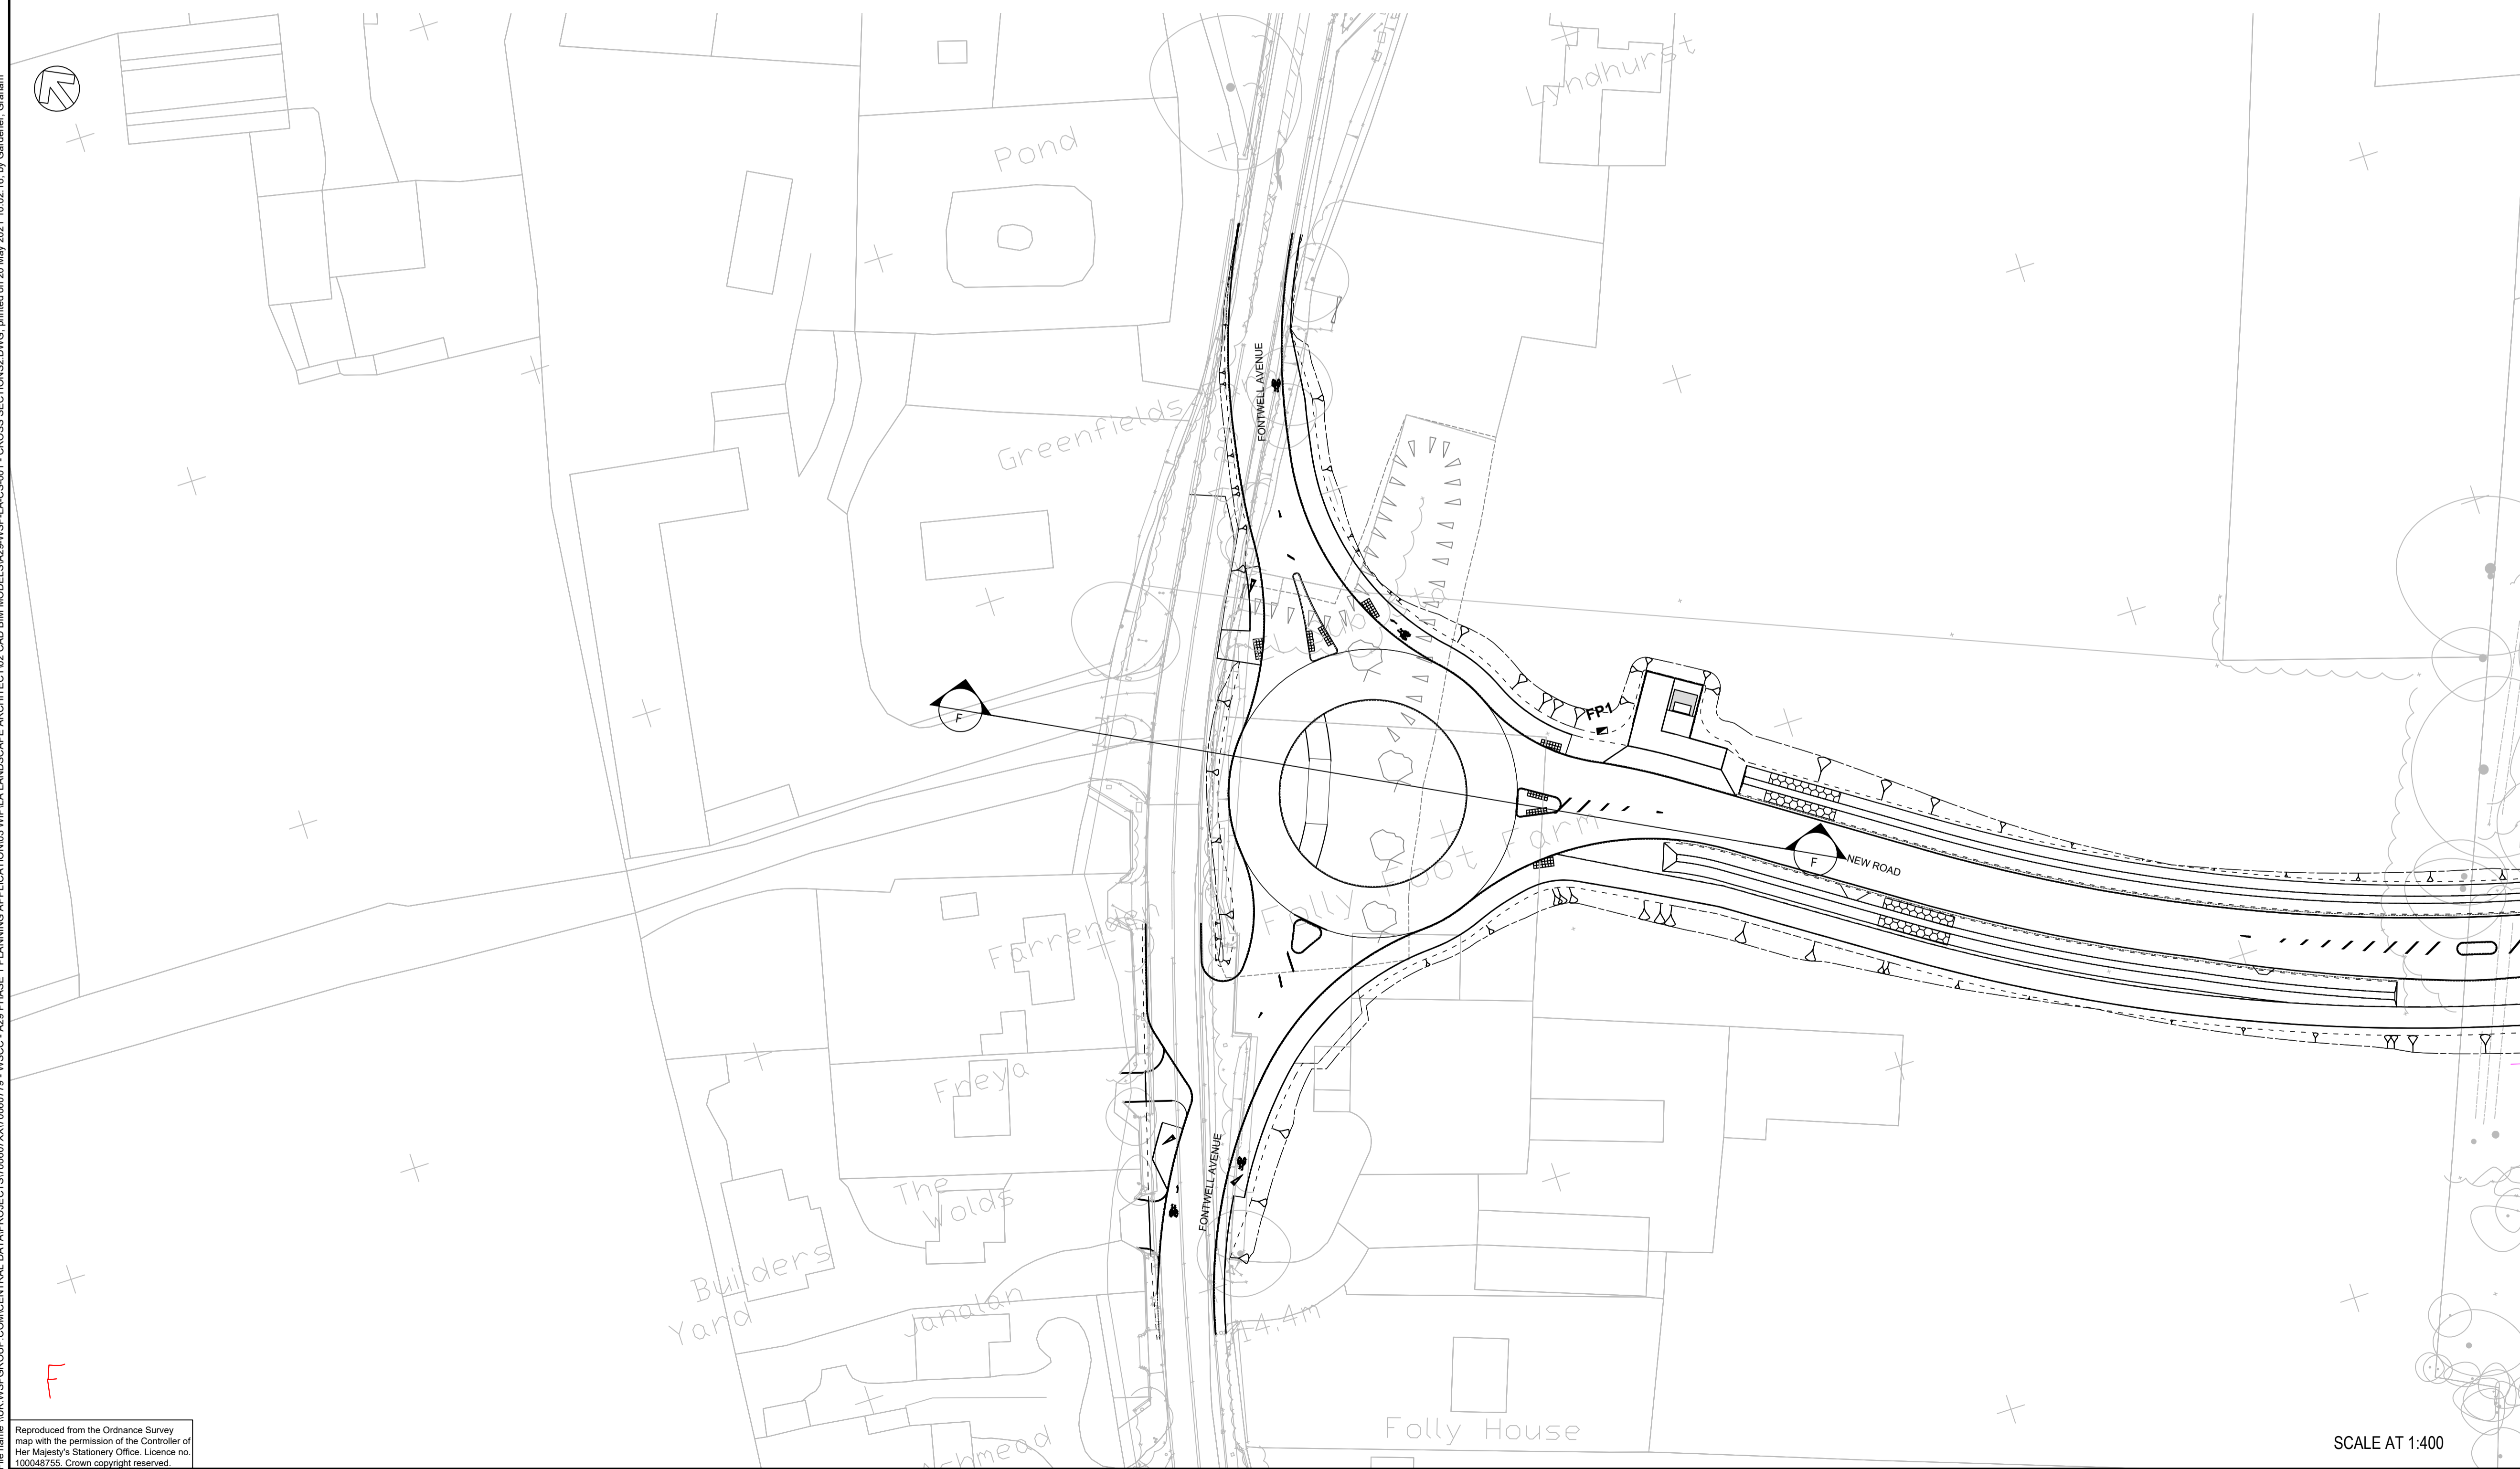 Lyndhurst
Pond
FONTWELL AVENUE
Greenfields
FP1
F
Folly Foot Farm
F
NEW ROAD
Farrenden
Freya
FONTWELL AVENUE
The
Wolds
Builders
Yard
Janolan
14.4m
F
Folly House
Reproduced from the Ordnance Survey
map with the permission of the Controller of
Her Majesty's Stationery Office. Licence no.
100048755. Crown copyright reserved.
SCALE AT 1:400